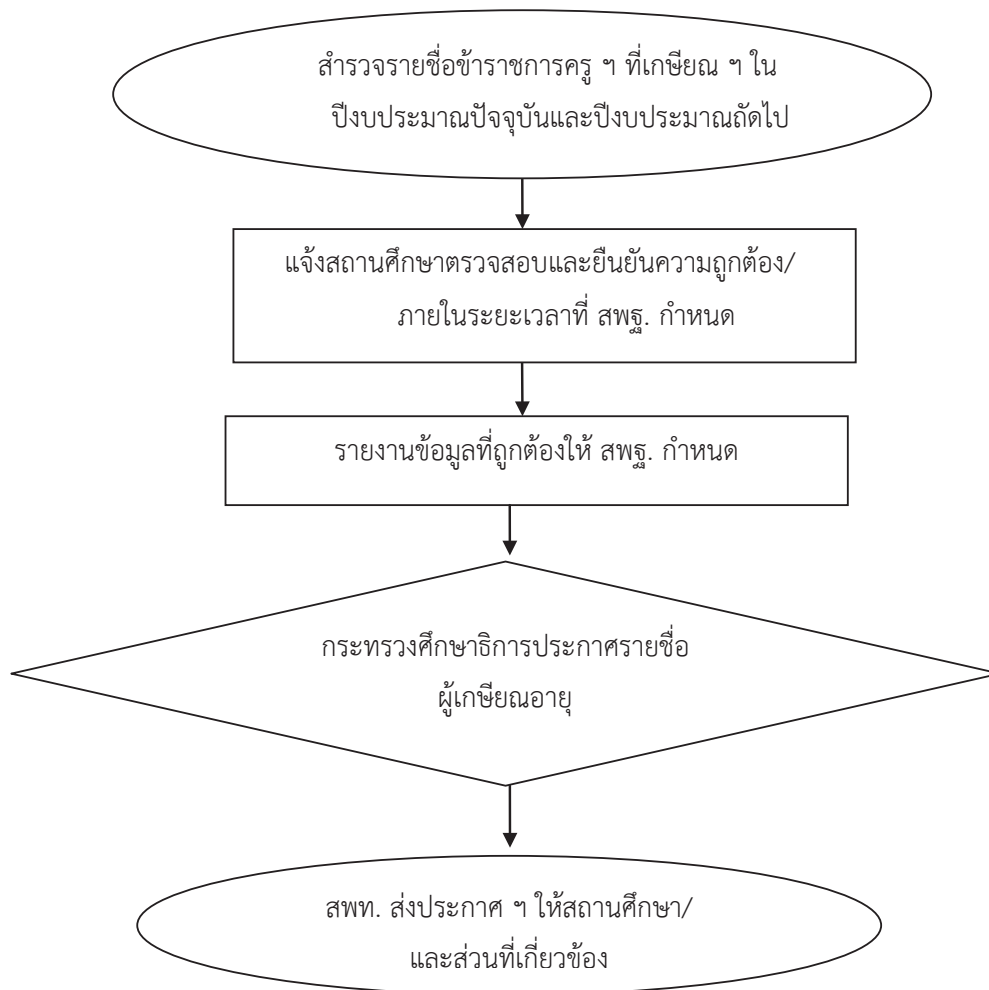 สำรวจรายชื่อข้าราชการครู ฯ ที่เกษียณ ฯ ใน
ปีงบประมาณปัจจุบันและปีงบประมาณถัดไป
แจ้งสถานศึกษาตรวจสอบและยืนยันความถูกต้อง/
ภายในระยะเวลาที่ สพฐ. กำหนด
รายงานข้อมูลที่ถูกต้องให้ สพฐ. กำหนด
กระทรวงศึกษาธิการประกาศรายชื่อ
ผู้เกษียณอายุ
สพท. ส่งประกาศ ฯ ให้สถานศึกษา/
และส่วนที่เกี่ยวข้อง